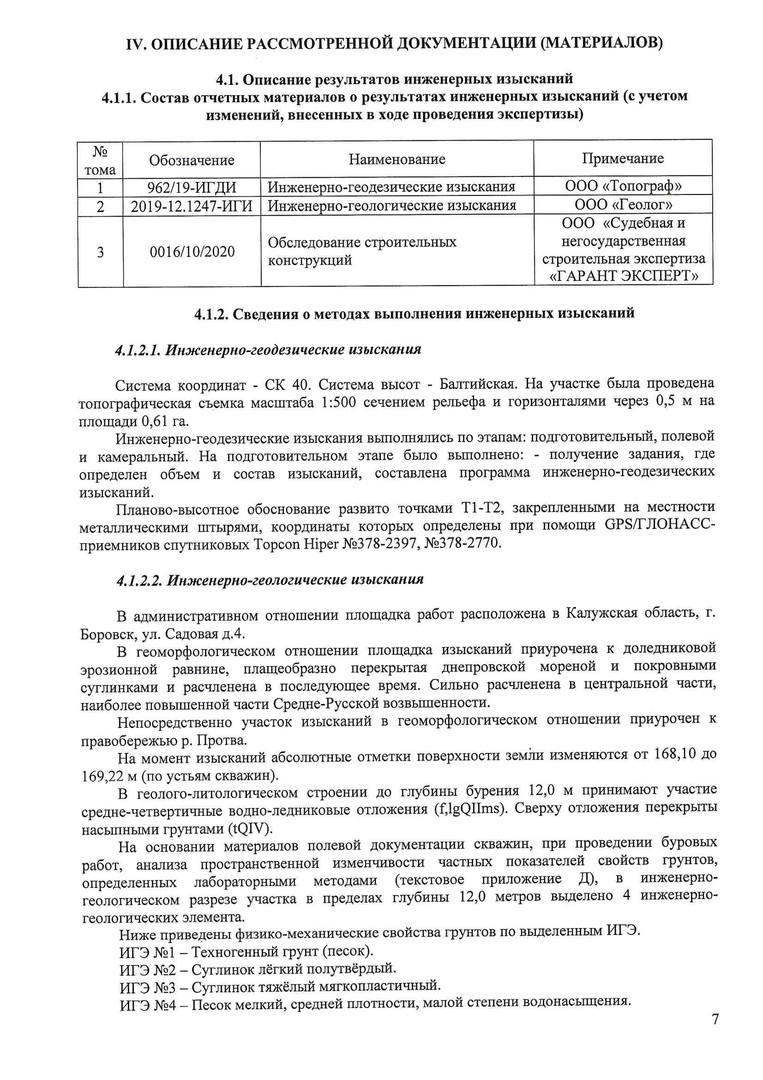 IV. ОПИСАНИЕ РАССМОТРЕННОЙ ДОКУМЕНТАЦИИ (МАТЕРИАЛОВ)
4.1. Описание результатов инженерных изысканий
4.1.1. Состав отчетных материалов о результатах инженерных изысканий (с учетом
изменений, внесенных в ходе проведения экспертизы)
№
тома
Обозначение
Наименование
Примечание
1
962/19-ИГДИ
Инженерно-геодезические изыскания
ООО «Топограф»
2
2019-12.1247-ИГИ
Инженерно-геологические изыскания
ООО «Геолог»
3
0016/10/2020
Обследование строительных
конструкций
ООО «Судебная и
негосударственная
строительная экспертиза
«ГАРАНТ ЭКСПЕРТ»
4.1.2. Сведения о методах выполнения инженерных изысканий
4.1.2.1. Инженерно-геодезические изыскания
Система координат - СК 40. Система высот - Балтийская. На участке была проведена
топографическая съемка масштаба 1:500 сечением рельефа и горизонталями через 0,5 м на
площади 0,61 га.
Инженерно-геодезические изыскания выполнялись по этапам: подготовительный, полевой
и камеральный. На подготовительном этапе было выполнено: - получение задания, где
определен объем и состав изысканий, составлена программа инженерно-геодезических
изысканий.
Планово-высотное обоснование развито точками Т1-Т2, закрепленными на местности
металлическими штырями, координаты которых определены при помощи GPS/ГЛОНАСС-
приемников спутниковых Topcon Hiper №378-2397, №378-2770.
4.1.2.2. Инженерно-геологические изыскания
В административном отношении площадка работ расположена в Калужская область, г.
Боровск, ул. Садовая д.4.
В геоморфологическом отношении площадка изысканий приурочена к доледниковой
эрозионной равнине, плащеобразно перекрытая днепровской мореной и покровными
суглинками и расчленена в последующее время. Сильно расчленена в центральной части,
наиболее повышенной части Средне-Русской возвышенности.
Непосредственно участок изысканий в геоморфологическом отношении приурочен к
правобережью р. Протва.
На момент изысканий абсолютные отметки поверхности земли изменяются от 168,10 до
169,22 м (по устьям скважин).
В геолого-литологическом строении до глубины бурения 12,0 м принимают участие
средне-четвертичные водно-ледниковые отложения (f,lgQIIms). Сверху отложения перекрыты
насыпными грунтами (tQIV).
На основании материалов полевой документации скважин, при проведении буровых
работ, анализа пространственной изменчивости частных показателей свойств грунтов,
определенных лабораторными методами (текстовое приложение Д), в инженерно-
геологическом разрезе участка в пределах глубины 12,0 метров выделено 4 инженерно-
геологических элемента.
Ниже приведены физико-механические свойства грунтов по выделенным ИГЭ.
ИГЭ №1 – Техногенный грунт (песок).
ИГЭ №2 – Суглинок лёгкий полутвёрдый.
ИГЭ №3 – Суглинок тяжёлый мягкопластичный.
ИГЭ №4 – Песок мелкий, средней плотности, малой степени водонасыщения.
7